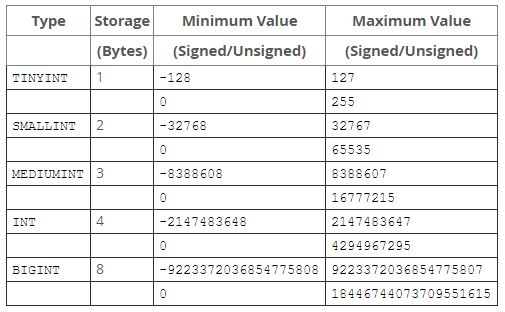 Type Storage Minimum Value Maximum Value
(Bytes) (Signed/Unsigned) (Signed/Unsigned)
TINYINT 1 -128 127
0 255
SMALLINT 2 -32768 32767
0 65535
MEDIUMINT 3 -8388608 8388607
0 16777215
INT 4 -2147483648 2147483647
0 4294967295
BIGINT 8 -9223372036854775808 9223372036854775807
0 18446744073709551615